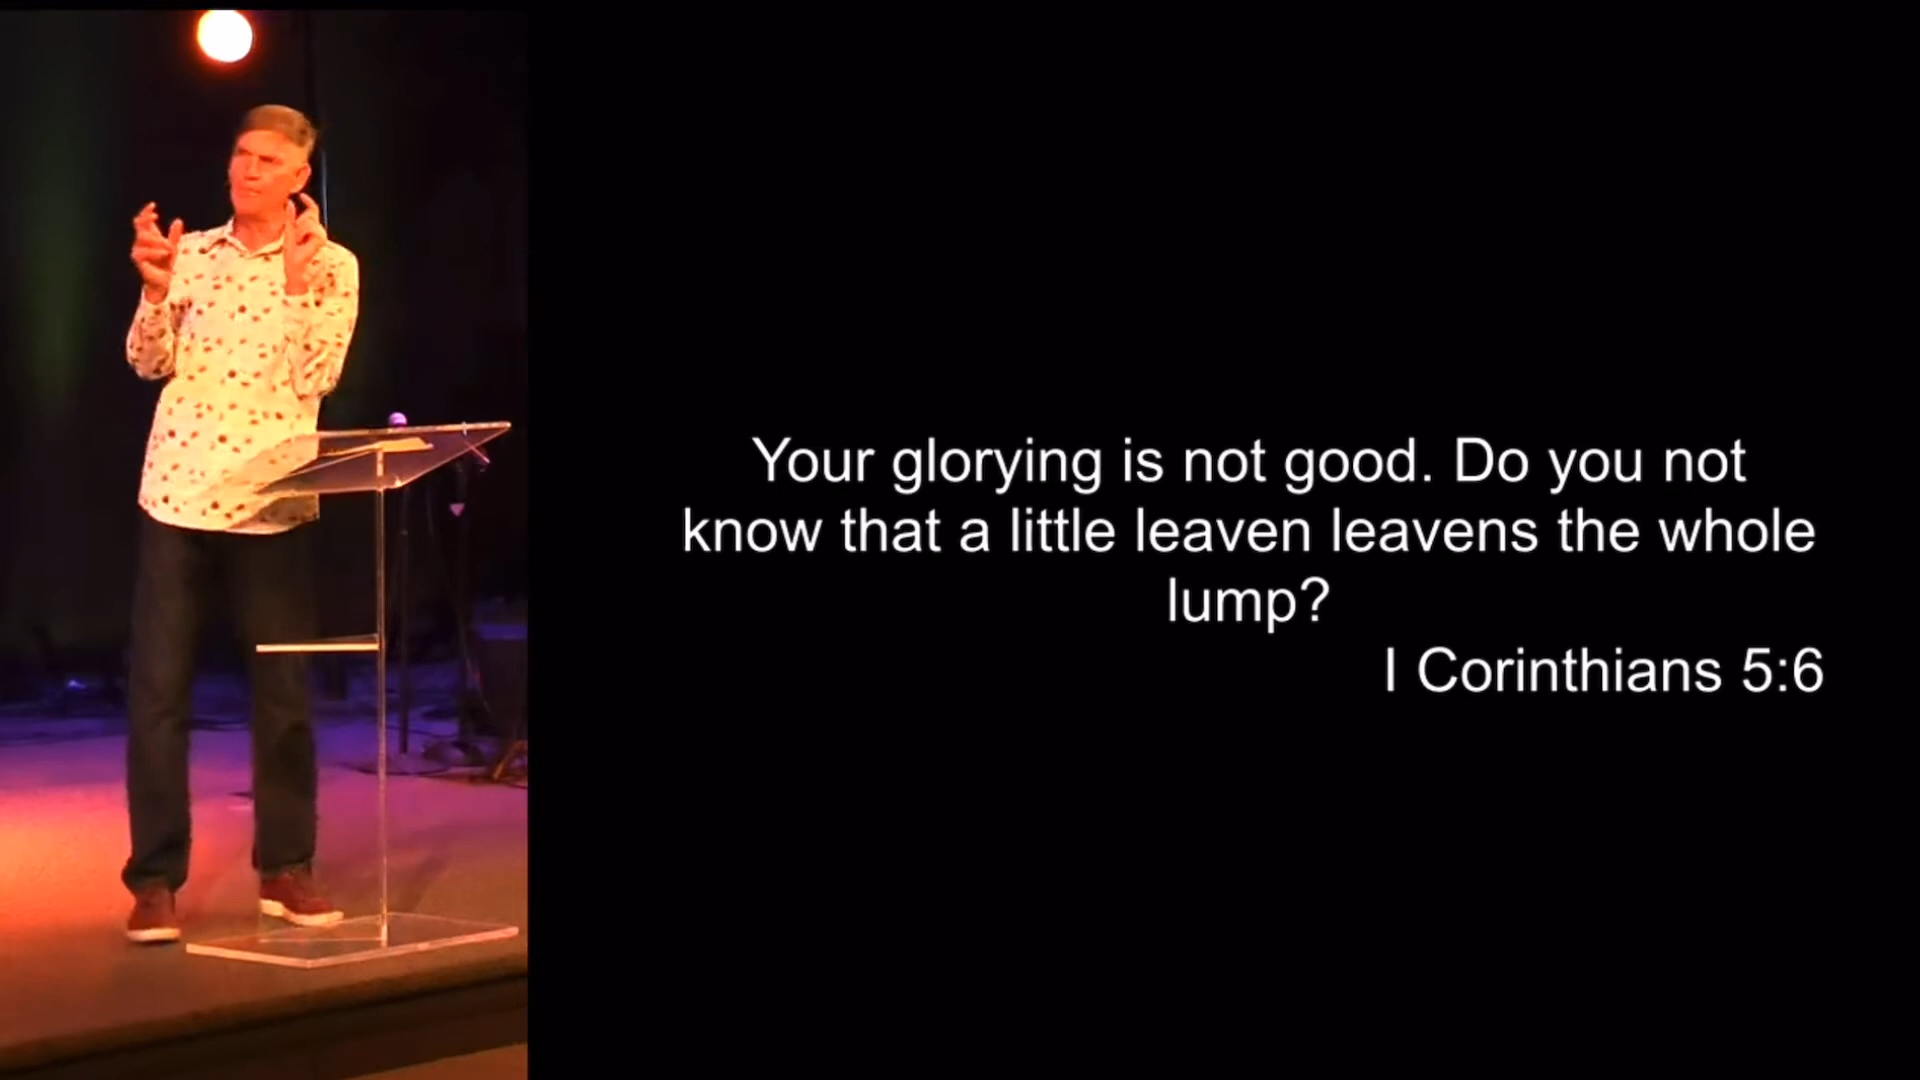 Your glorying is not good. Do you not
know that a little leaven leavens the whole
lump?
I Corinthians 5:6